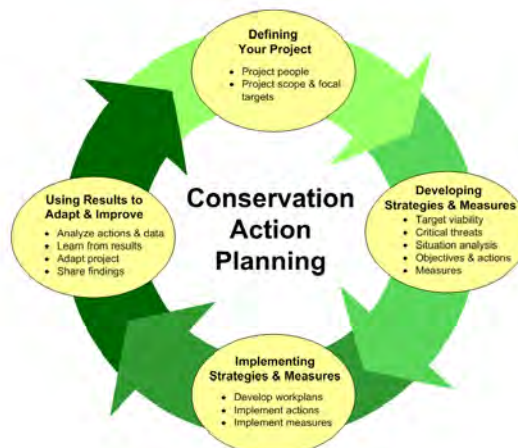 Defining
Your Project
• Project people
• Project scope & focal
targets
Developing
Strategies & Measures
• Target viability
• Critical threats
• Situation analysis
• Objectives & actions
• Measures
Implementing
Strategies & Measures
• Develop workplans
• Implement actions
• Implement measures
Using Results to
Adapt & Improve
• Analyze actions & data
• Learn from results
• Adapt project
• Share findings
Conservation
Action
Planning